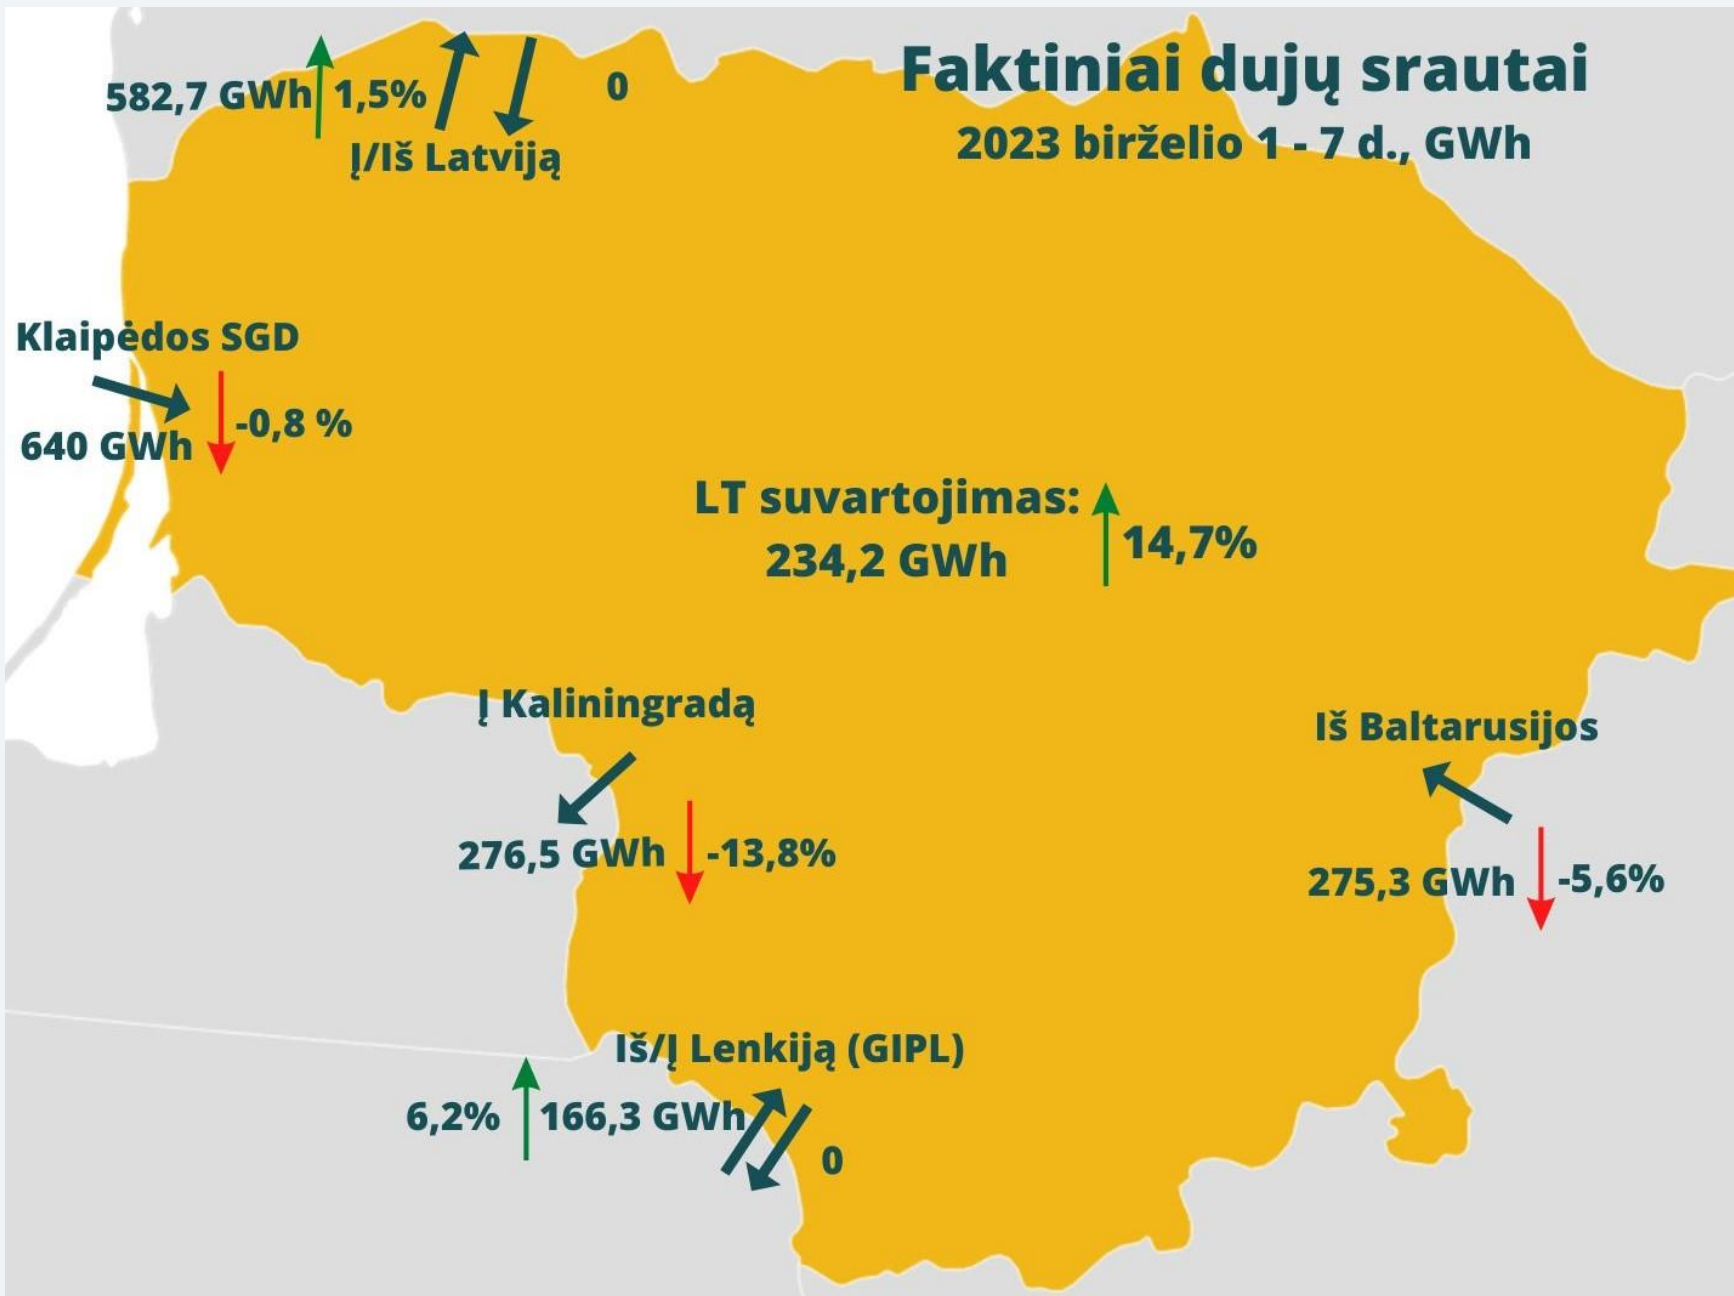 Faktiniai dujų srautai
2023 birželio 1 - 7 d., GWh
582,7 GWh 1,5%
0
Į/Iš Latviją
Klaipėdos SGD
640 GWh
-0,8 %
LT suvartojimas:
234,2 GWh
14,7%
Į Kaliningradą
276,5 GWh
-13,8%
Iš Baltarusijos
275,3 GWh
-5,6%
Iš/Į Lenkiją (GIPL)
6,2% 166,3 GWh
0